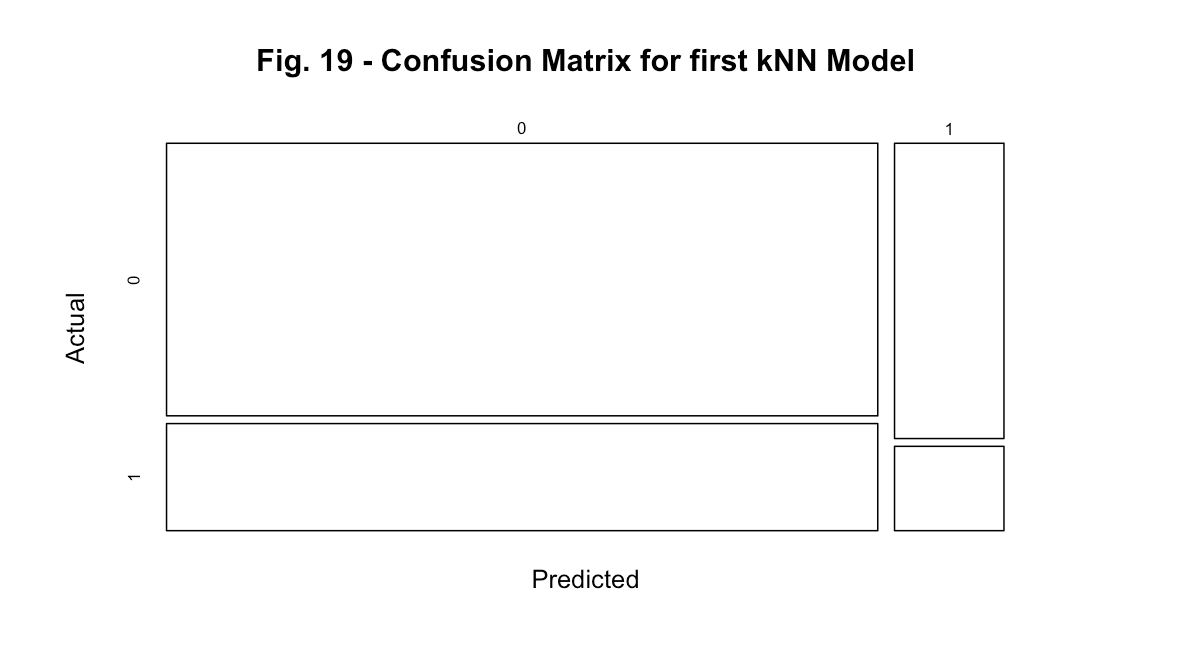 Fig. 19 - Confusion Matrix for first kNN Model
0
1
0
Actual
1
Predicted